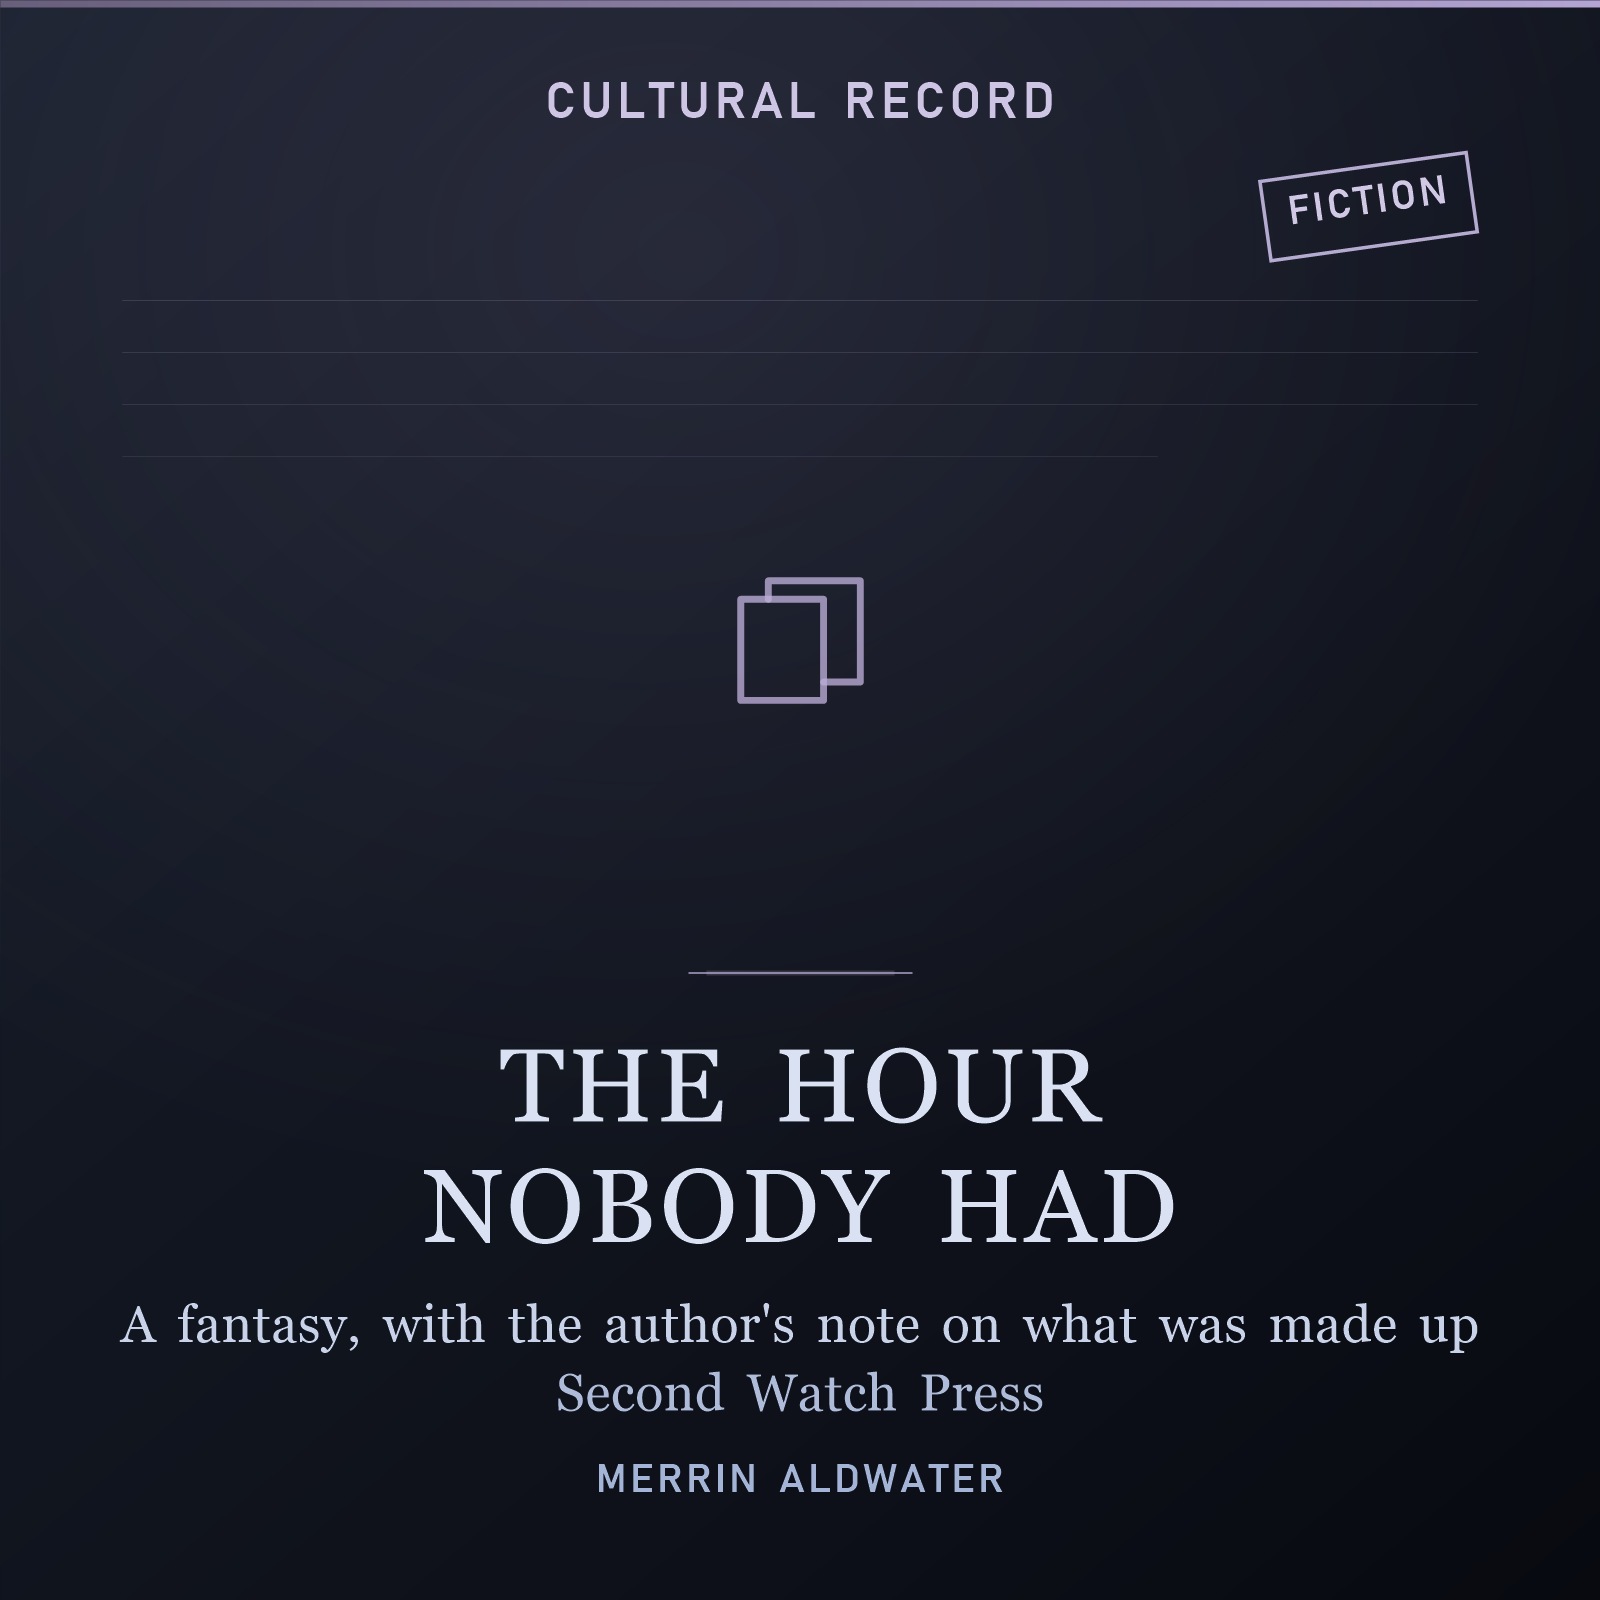 CULTURAL RECORD
FICTION
THE HOUR
NOBODY HAD
A fantasy, with the author's note on what was made up
Second Watch Press
MERRIN ALDWATER